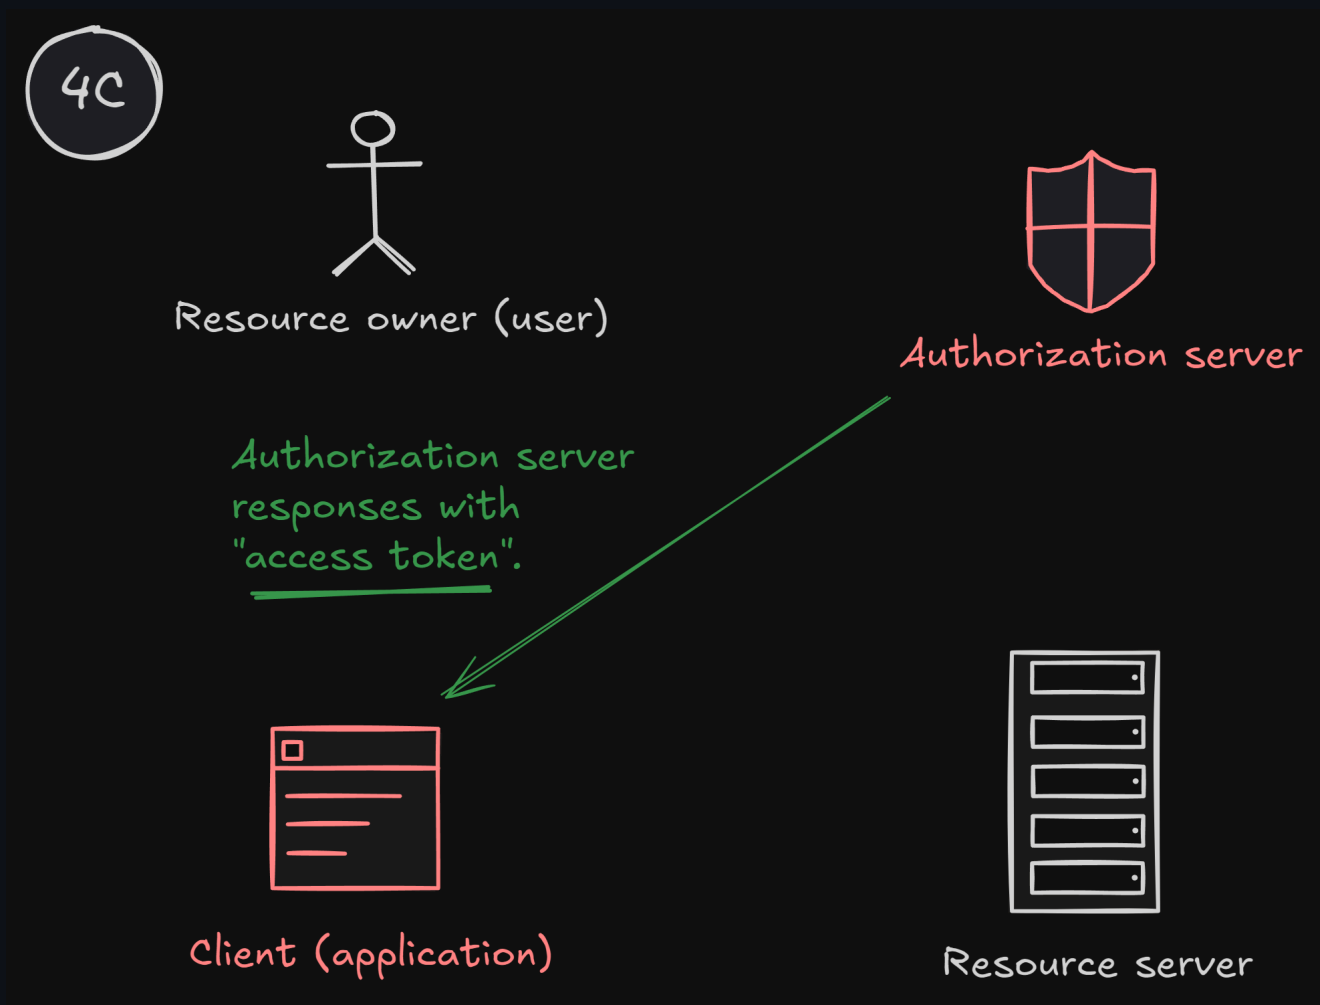 4C
Resource owner (user)
Authorization server
Authorization server
responses with
"access token".
Client (application)
Resource server